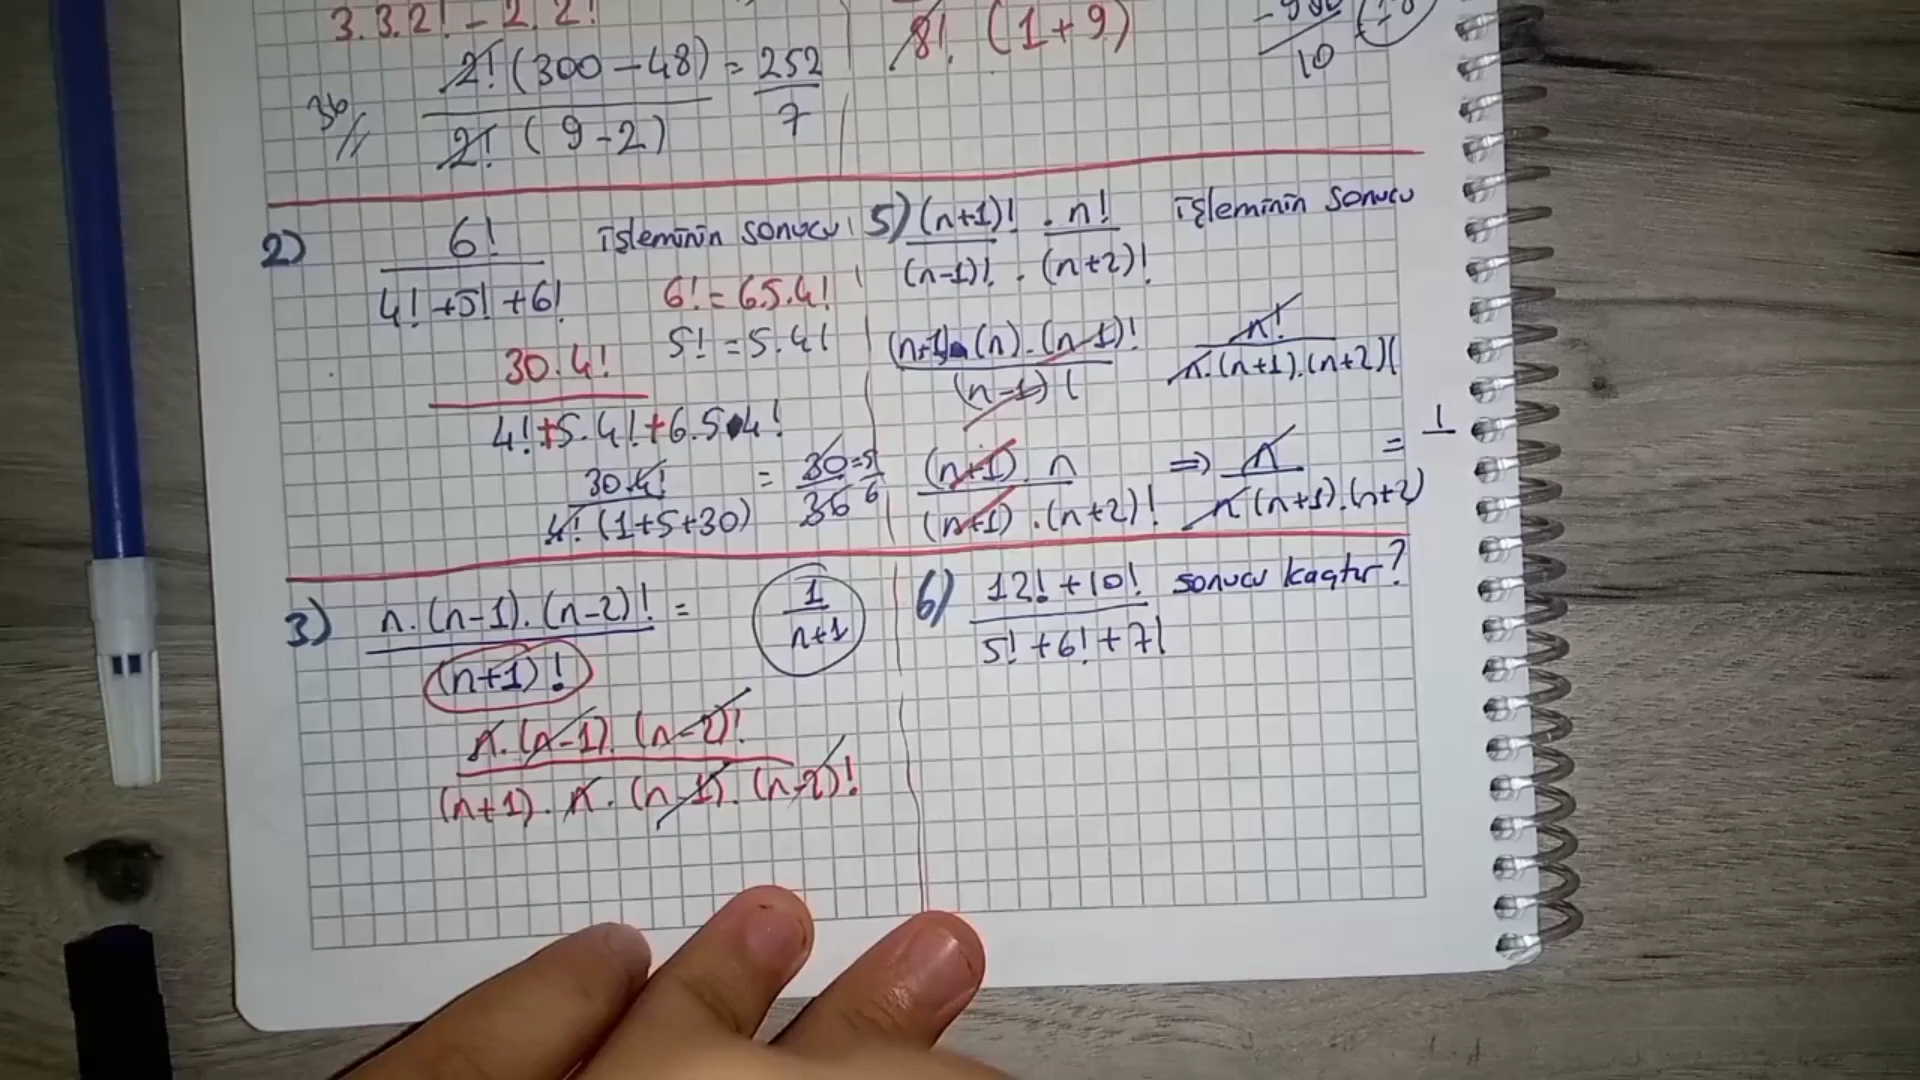 3.3.2! - 2.2!
2!(300-48) = 252
2! (9-2) 7
36//
8! (1+9)
10
2) 6! işleminin sonucu
4!+5!+6!
6! = 6.5.4!
5! = 5.4!
30.4!
4!+5.4!+6.5.4!
30.4! = 30 = 5
4! (1+5+30) 36 6
5) (n+1)! . n! işleminin sonucu
(n-1)! . (n+2)!
(n+1).(n).(n-1)! n!
(n-1)! n.(n+1).(n+2)!
(n+1) n ⇒ n = 1
(n+1) .(n+2)! n(n+1).(n+2)
3) n.(n-1).(n-2)! = 1
(n+1)! n+1
n.(n-1).(n-2)!
(n+1).n.(n-1).(n-2)!
6) 12!+10! sonucu kaçtır?
5!+6!+7!